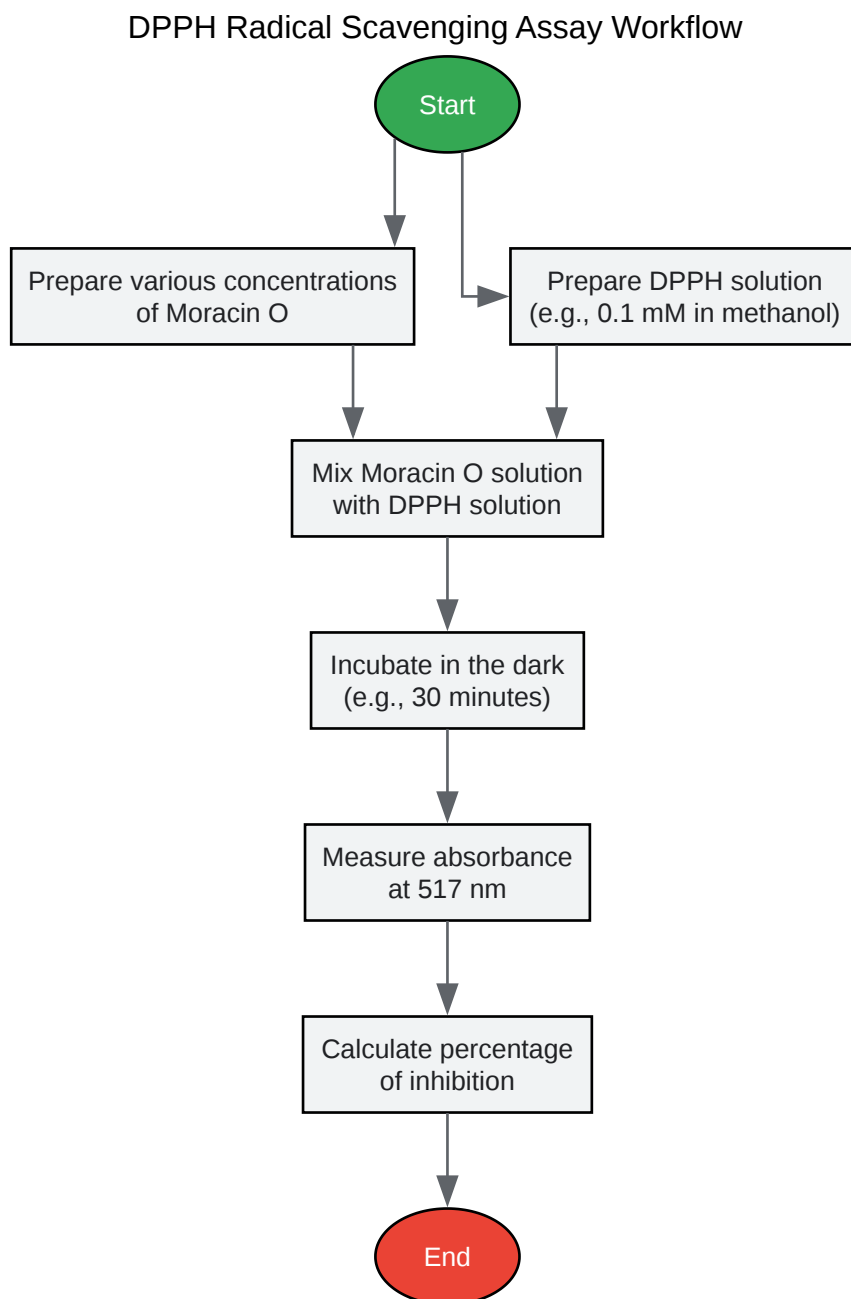 DPPH Radical Scavenging Assay Workflow
Start
Prepare various concentrations
of Moracin O
Prepare DPPH solution
(e.g., 0.1 mM in methanol)
Mix Moracin O solution
with DPPH solution
Incubate in the dark
(e.g., 30 minutes)
Measure absorbance
at 517 nm
Calculate percentage
of inhibition
End